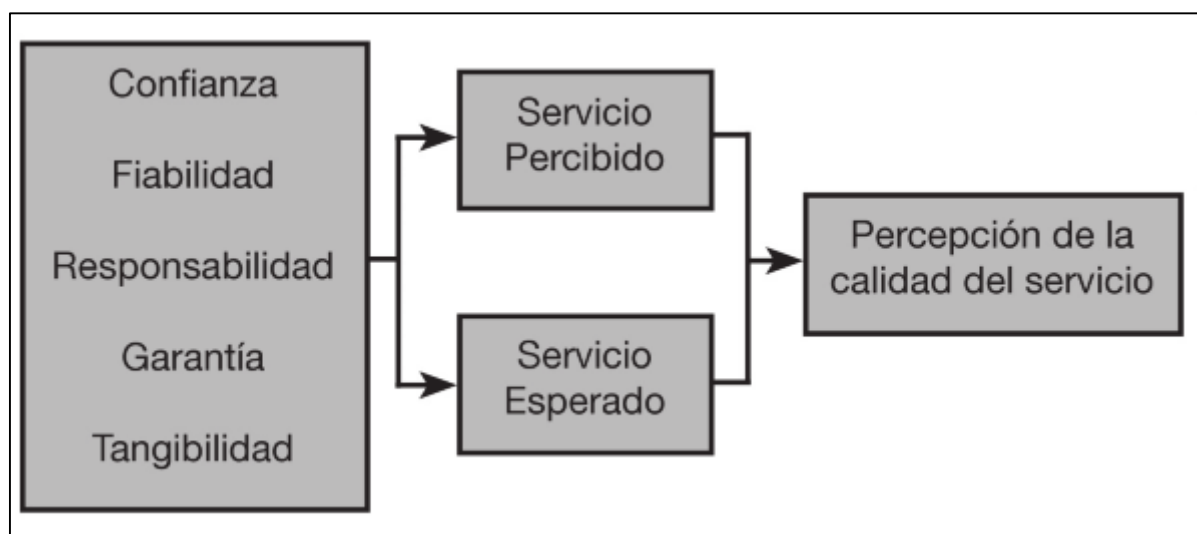 Confianza
Fiabilidad
Responsabilidad
Garantía
Tangibilidad
Servicio
Percibido
Servicio
Esperado
Percepción de la
calidad del servicio